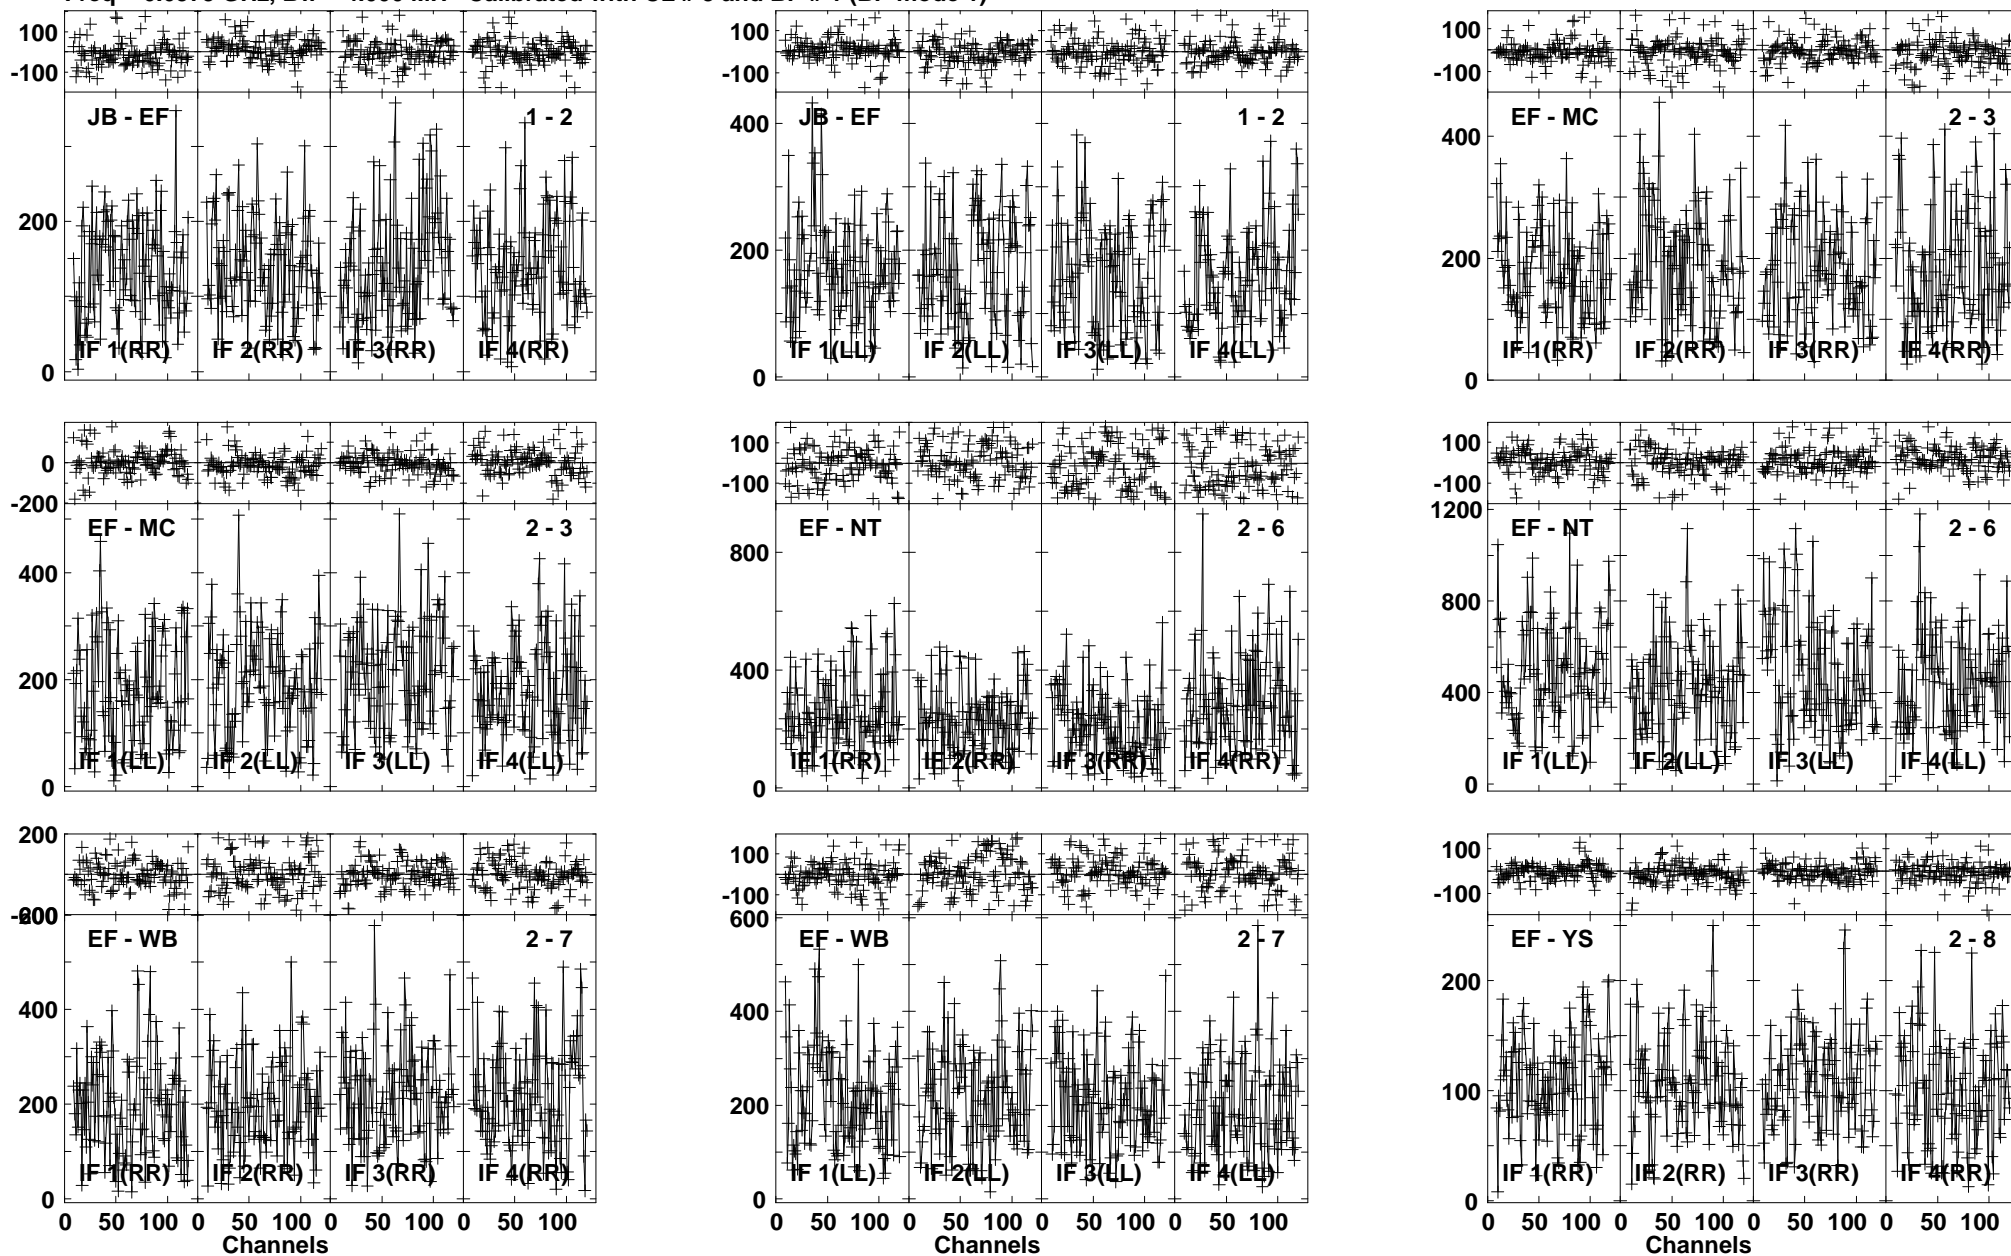 100 100 100
-100 -100 -100
JB - EF 1 - 2 JB - EF 1 - 2 EF - MC 2 - 3
400 400
200 200 200
IF 1(RR) IF 2(RR) IF 3(RR) IF 4(RR) IF 1(LL) IF 2(LL) IF 3(LL) IF 4(LL) IF 1(RR) IF 2(RR) IF 3(RR) IF 4(RR)
0 0 0
0 100 100
-200 -100 -100
EF - MC 2 - 3 EF - NT 2 - 6 EF - NT 2 - 6
1200
400 800 800
200 400 400
IF 1(LL) IF 2(LL) IF 3(LL) IF 4(LL) IF 1(RR) IF 2(RR) IF 3(RR) IF 4(RR) IF 1(LL) IF 2(LL) IF 3(LL) IF 4(LL)
0 0 0
200 100 100
-100 -100
600 600
EF - WB 2 - 7 EF - WB 2 - 7 EF - YS 2 - 8
400 400 200
200 200 100
IF 1(RR) IF 2(RR) IF 3(RR) IF 4(RR) IF 1(LL) IF 2(LL) IF 3(LL) IF 4(LL) IF 1(RR) IF 2(RR) IF 3(RR) IF 4(RR)
0 0 0
0 50 100 0 50 100 0 50 100 0 50 100 0 50 100 0 50 100 0 50 100 0 50 100 0 50 100 0 50 100 0 50 100 0 50 100
Channels Channels Channels